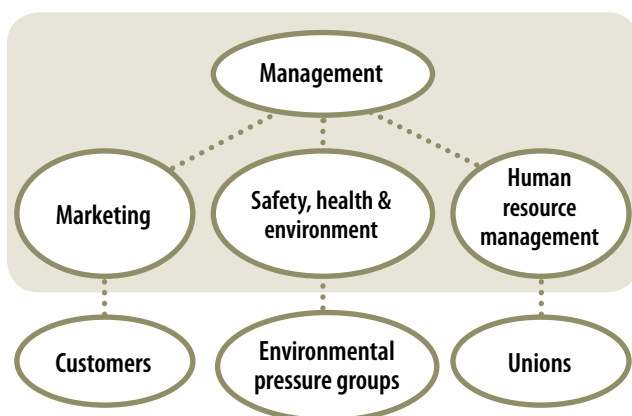 Management
Marketing
Safety, health &
environment
Human
resource
management
Customers
Environmental
pressure groups
Unions